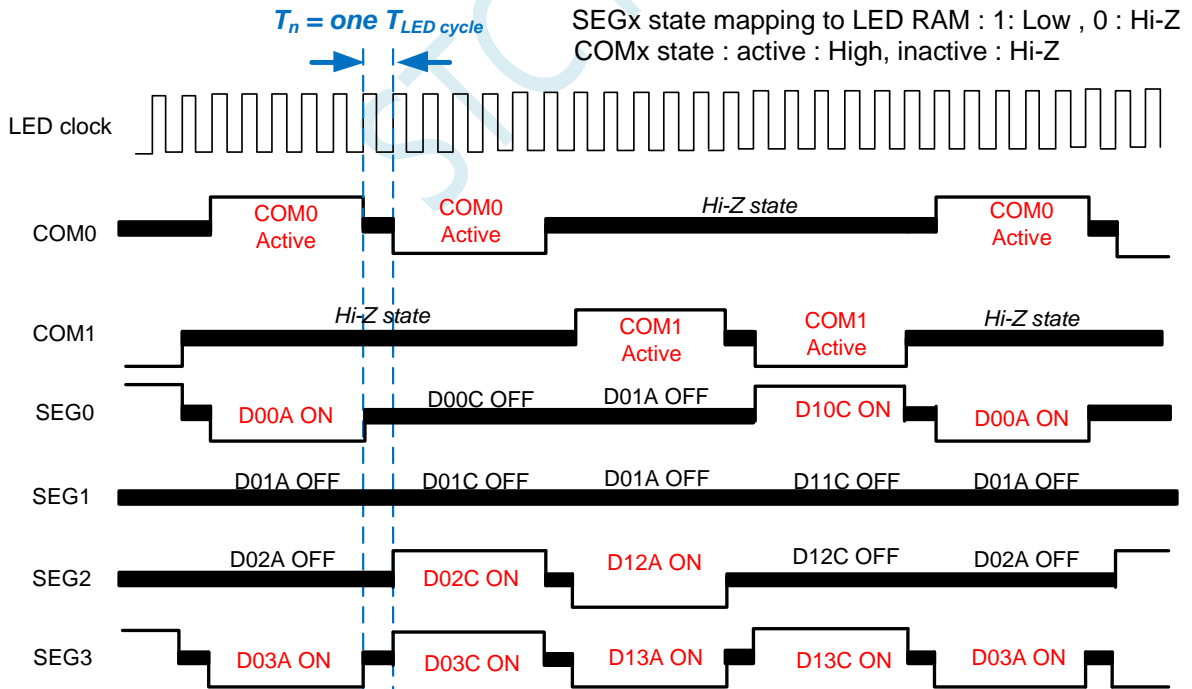 Tn = one TLED cycle
SEGx state mapping to LED RAM : 1: Low , 0 : Hi-Z
COMx state : active : High, inactive : Hi-Z
LED clock
COM0
COM0 Active
COM0 Active
Hi-Z state
COM0 Active
COM1
Hi-Z state
COM1 Active
COM1 Active
Hi-Z state
SEG0
D00A ON
D00C OFF
D01A OFF
D10C ON
D00A ON
SEG1
D01A OFF
D01C OFF
D01A OFF
D11C OFF
D01A OFF
SEG2
D02A OFF
D02C ON
D12A ON
D12C OFF
D02A OFF
SEG3
D03A ON
D03C ON
D13A ON
D13C ON
D03A ON